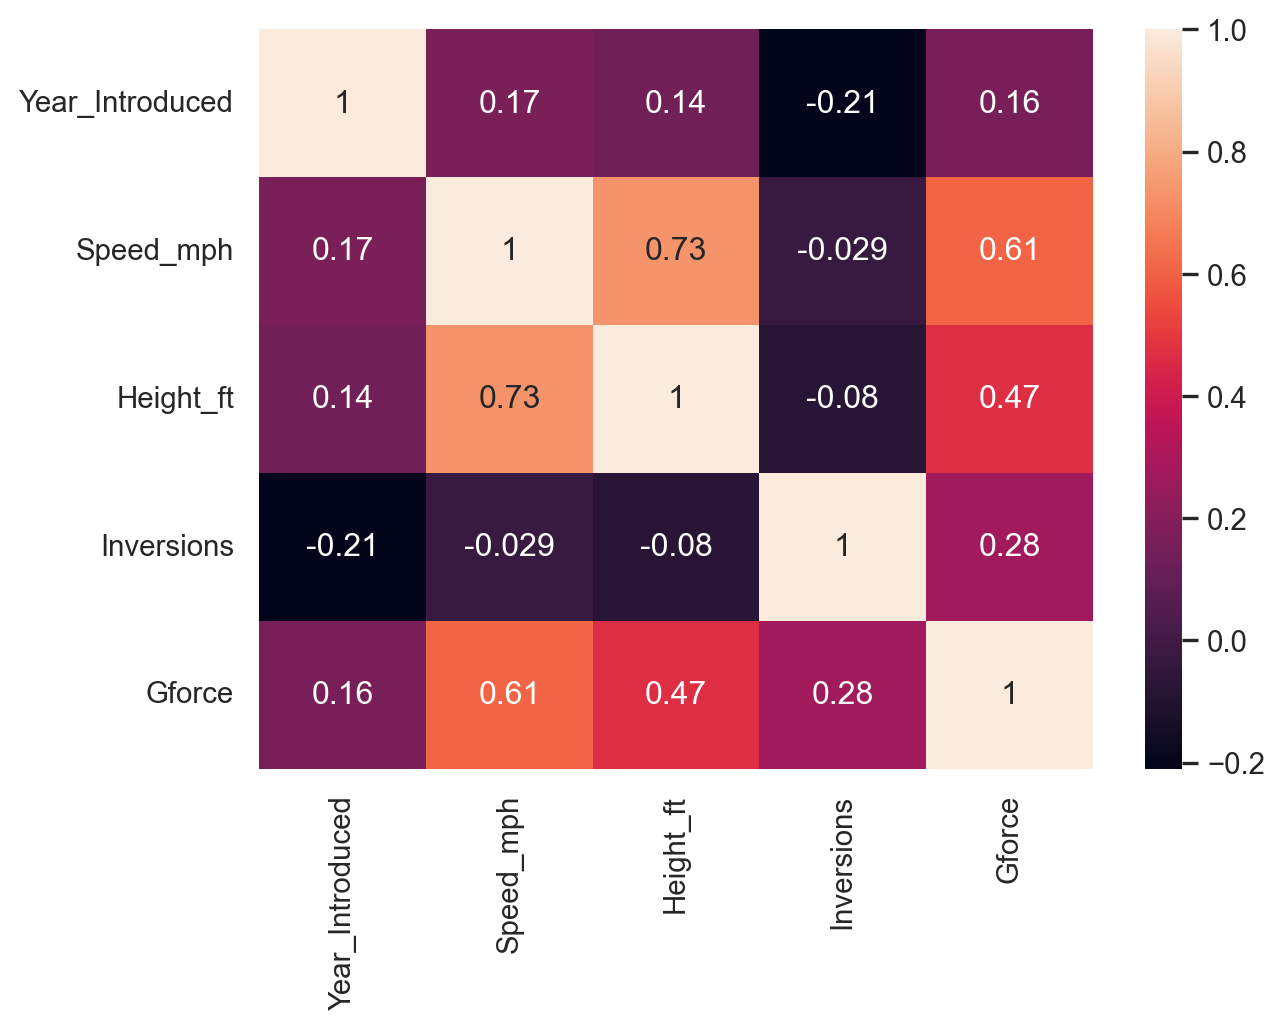 Year_Introduced 1 0.17 0.14 -0.21 0.16
Speed_mph 0.17 1 0.73 -0.029 0.61
Height_ft 0.14 0.73 1 -0.08 0.47
Inversions -0.21 -0.029 -0.08 1 0.28
Gforce 0.16 0.61 0.47 0.28 1
Year_Introduced
Speed_mph
Height_ft
Inversions
Gforce
1.0
0.8
0.6
0.4
0.2
0.0
−0.2